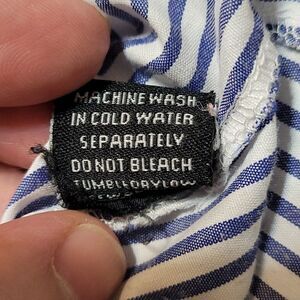 MACHINE WASH
IN COLD WATER
SEPARATELY
DO NOT BLEACH
TUMBLE DRY LOW